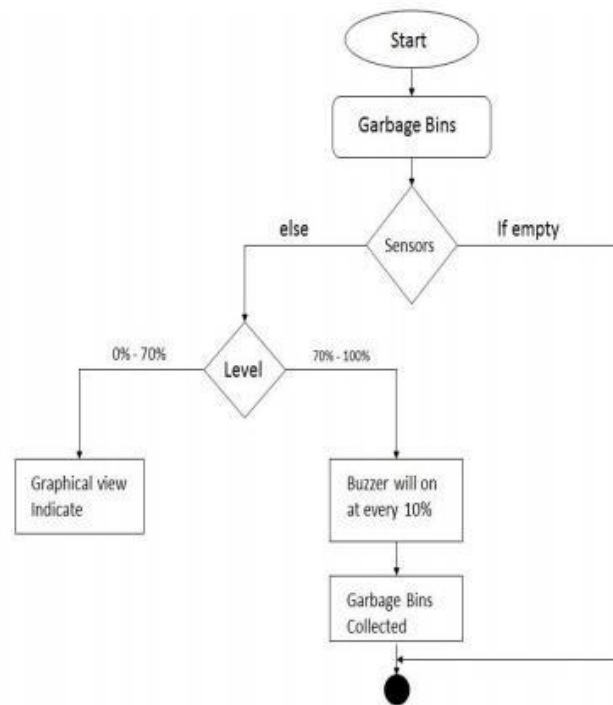 Start
Garbage Bins
else
Sensors
If empty
0% - 70%
Level
70% - 100%
Graphical view
Indicate
Buzzer will on
at every 10%
Garbage Bins
Collected